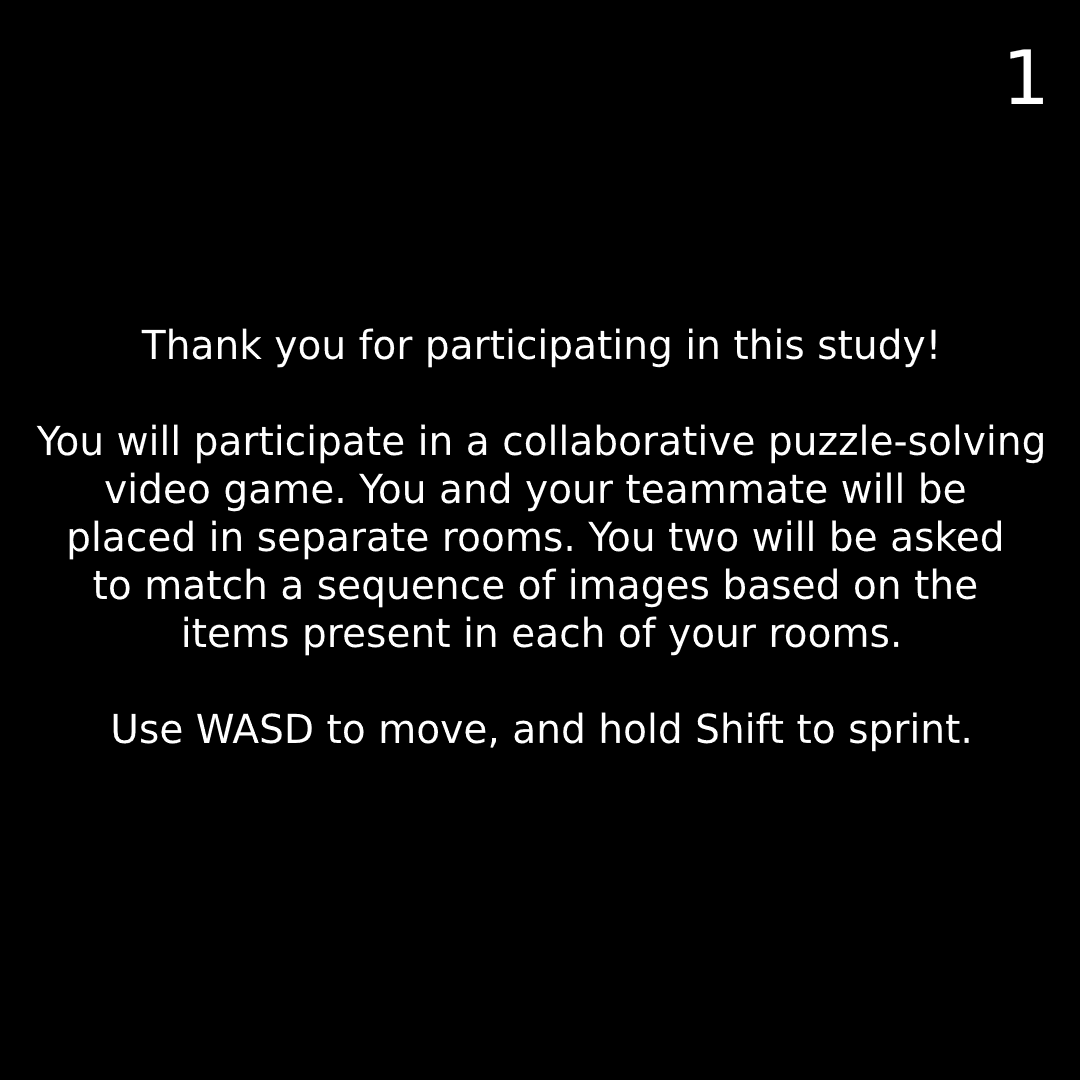 1
Thank you for participating in this study!
You will participate in a collaborative puzzle-solving
video game. You and your teammate will be
placed in separate rooms. You two will be asked
to match a sequence of images based on the
items present in each of your rooms.
Use WASD to move, and hold Shift to sprint.